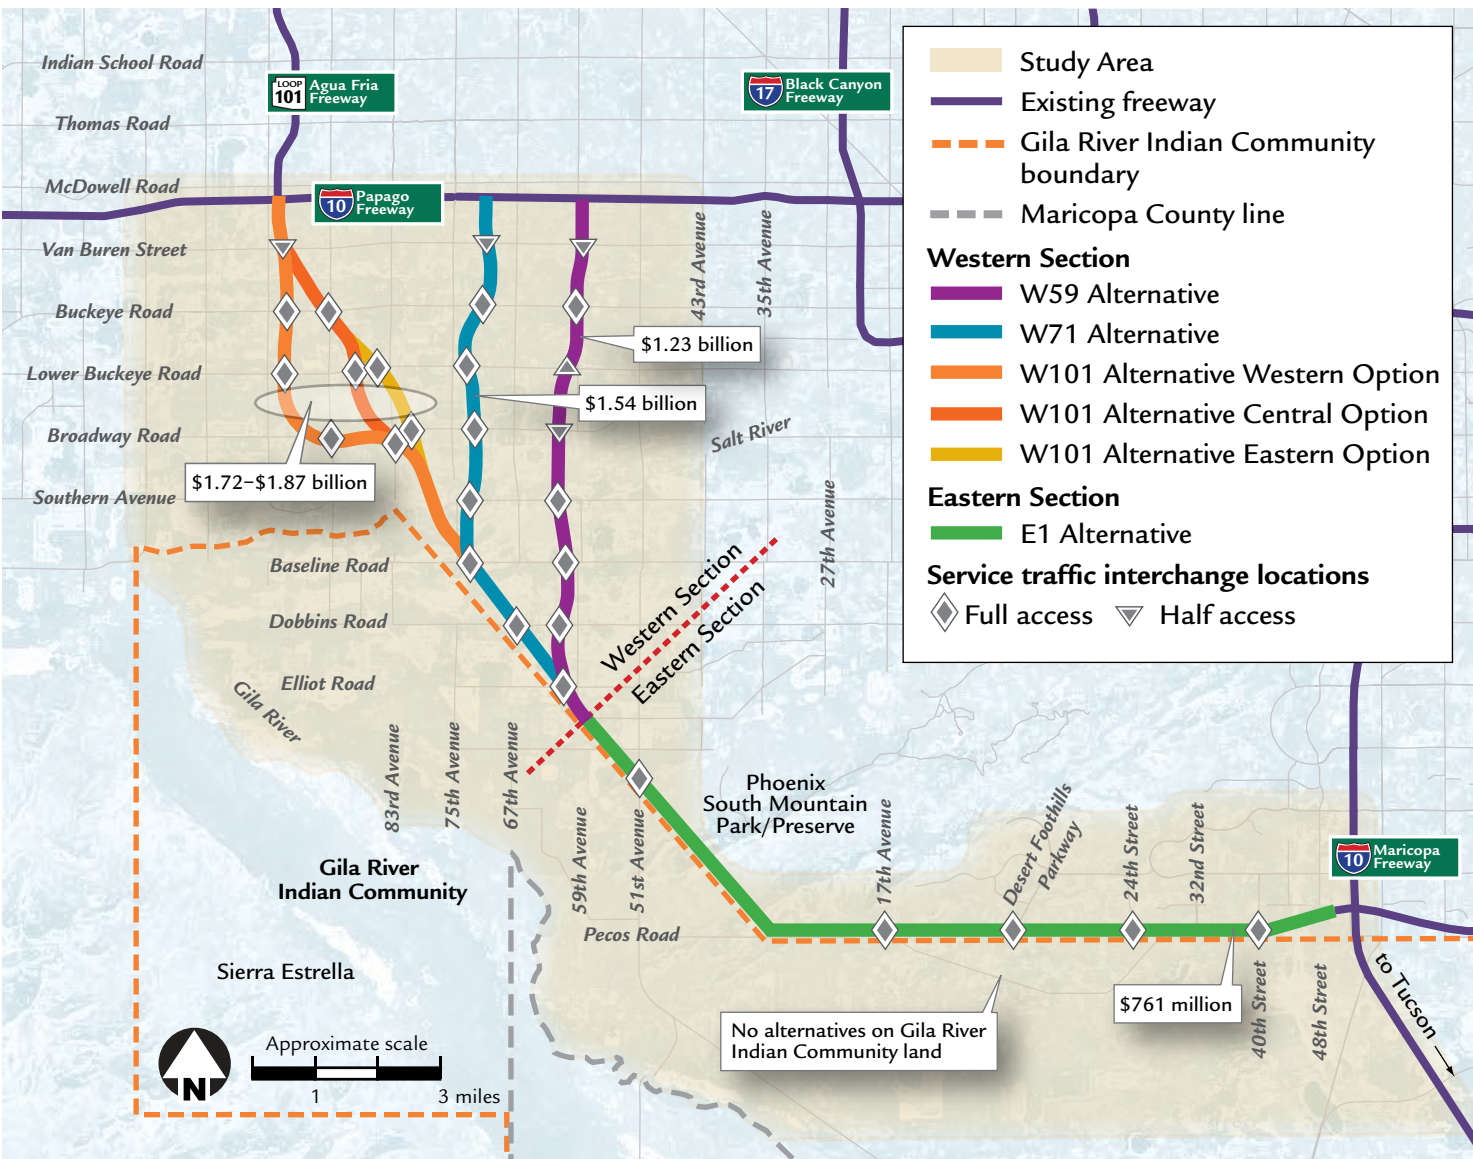 Indian School Road
Thomas Road
McDowell Road
Van Buren Street
Buckeye Road
Lower Buckeye Road
Broadway Road
Southern Avenue
Baseline Road
Dobbins Road
Elliot Road
LOOP
101
Agua Fria
Freeway
17
Black Canyon
Freeway
10
Papago
Freeway
43rd Avenue
35th Avenue
27th Avenue
Salt River
$1.23 billion
$1.54 billion
$1.72–$1.87 billion
Western Section
Eastern Section
Gila River
83rd Avenue
75th Avenue
67th Avenue
59th Avenue
51st Avenue
Phoenix
South Mountain
Park/Preserve
17th Avenue
Desert Foothills
Parkway
24th Street
32nd Street
10
Maricopa
Freeway
Gila River
Indian Community
Pecos Road
Sierra Estrella
No alternatives on Gila River
Indian Community land
$761 million
40th Street
48th Street
to Tucson
N
Approximate scale
1
3 miles
Study Area
Existing freeway
Gila River Indian Community
boundary
Maricopa County line
Western Section
W59 Alternative
W71 Alternative
W101 Alternative Western Option
W101 Alternative Central Option
W101 Alternative Eastern Option
Eastern Section
E1 Alternative
Service traffic interchange locations
Full access
Half access